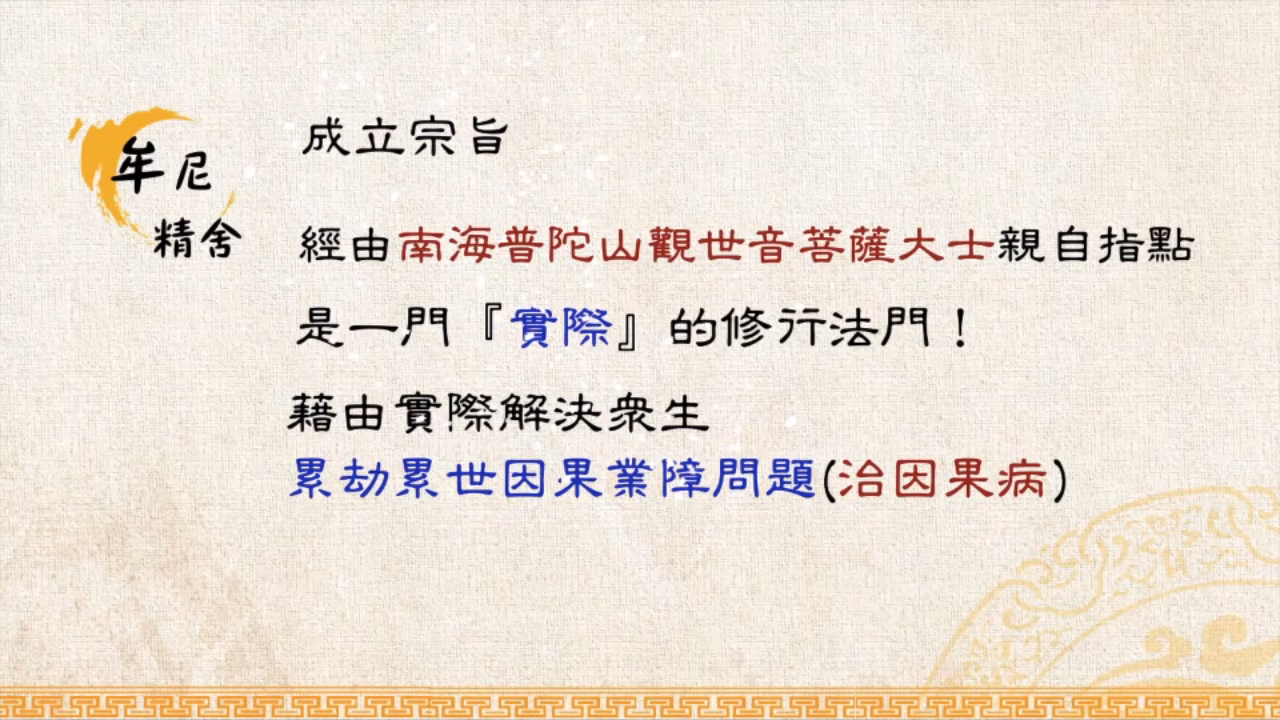 牟尼
精舍
成立宗旨
經由南海普陀山觀世音菩薩大士親自指點
是一門『實際』的修行法門！
藉由實際解決衆生
累劫累世因果業障問題(治因果病)